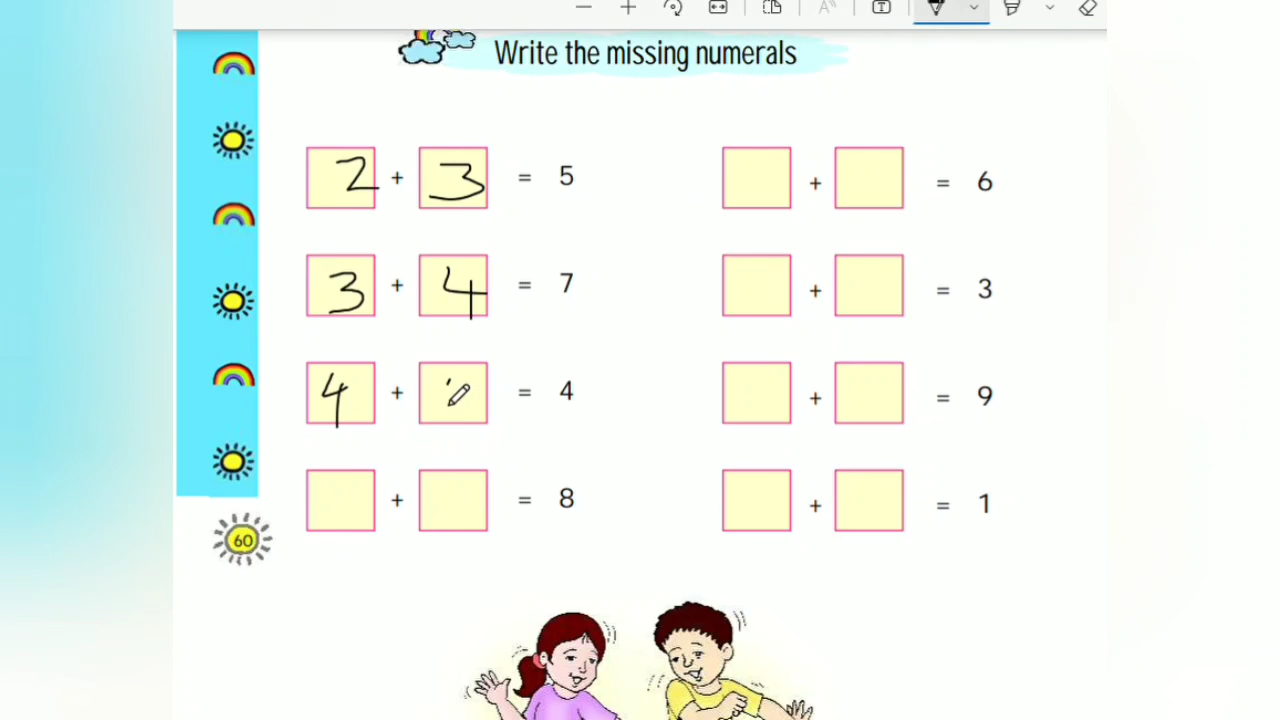 Write the missing numerals
2 + 3 = 5
+ = 6
3 + 4 = 7
+ = 3
4 + = 4
+ = 9
+ = 8
+ = 1
60